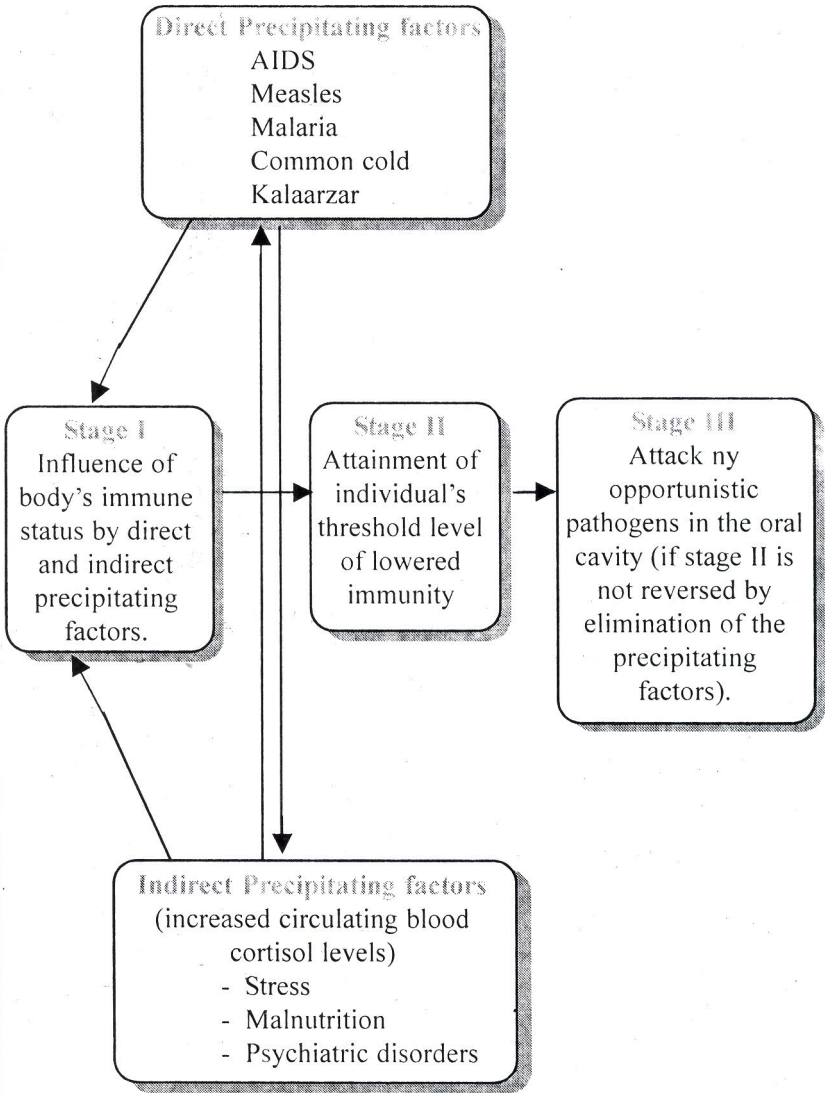 Direct Precipitating factors
AIDS
Measles
Malaria
Common cold
Kalaarzar
Stage I
Influence of
body's immune
status by direct
and indirect
precipitating
factors.
Stage II
Attainment of
individual's
threshold level
of lowered
immunity
Stage III
Attack ny
opportunistic
pathogens in the oral
cavity (if stage II is
not reversed by
elimination of the
precipitating
factors).
Indirect Precipitating factors
(increased circulating blood
cortisol levels)
- Stress
- Malnutrition
- Psychiatric disorders